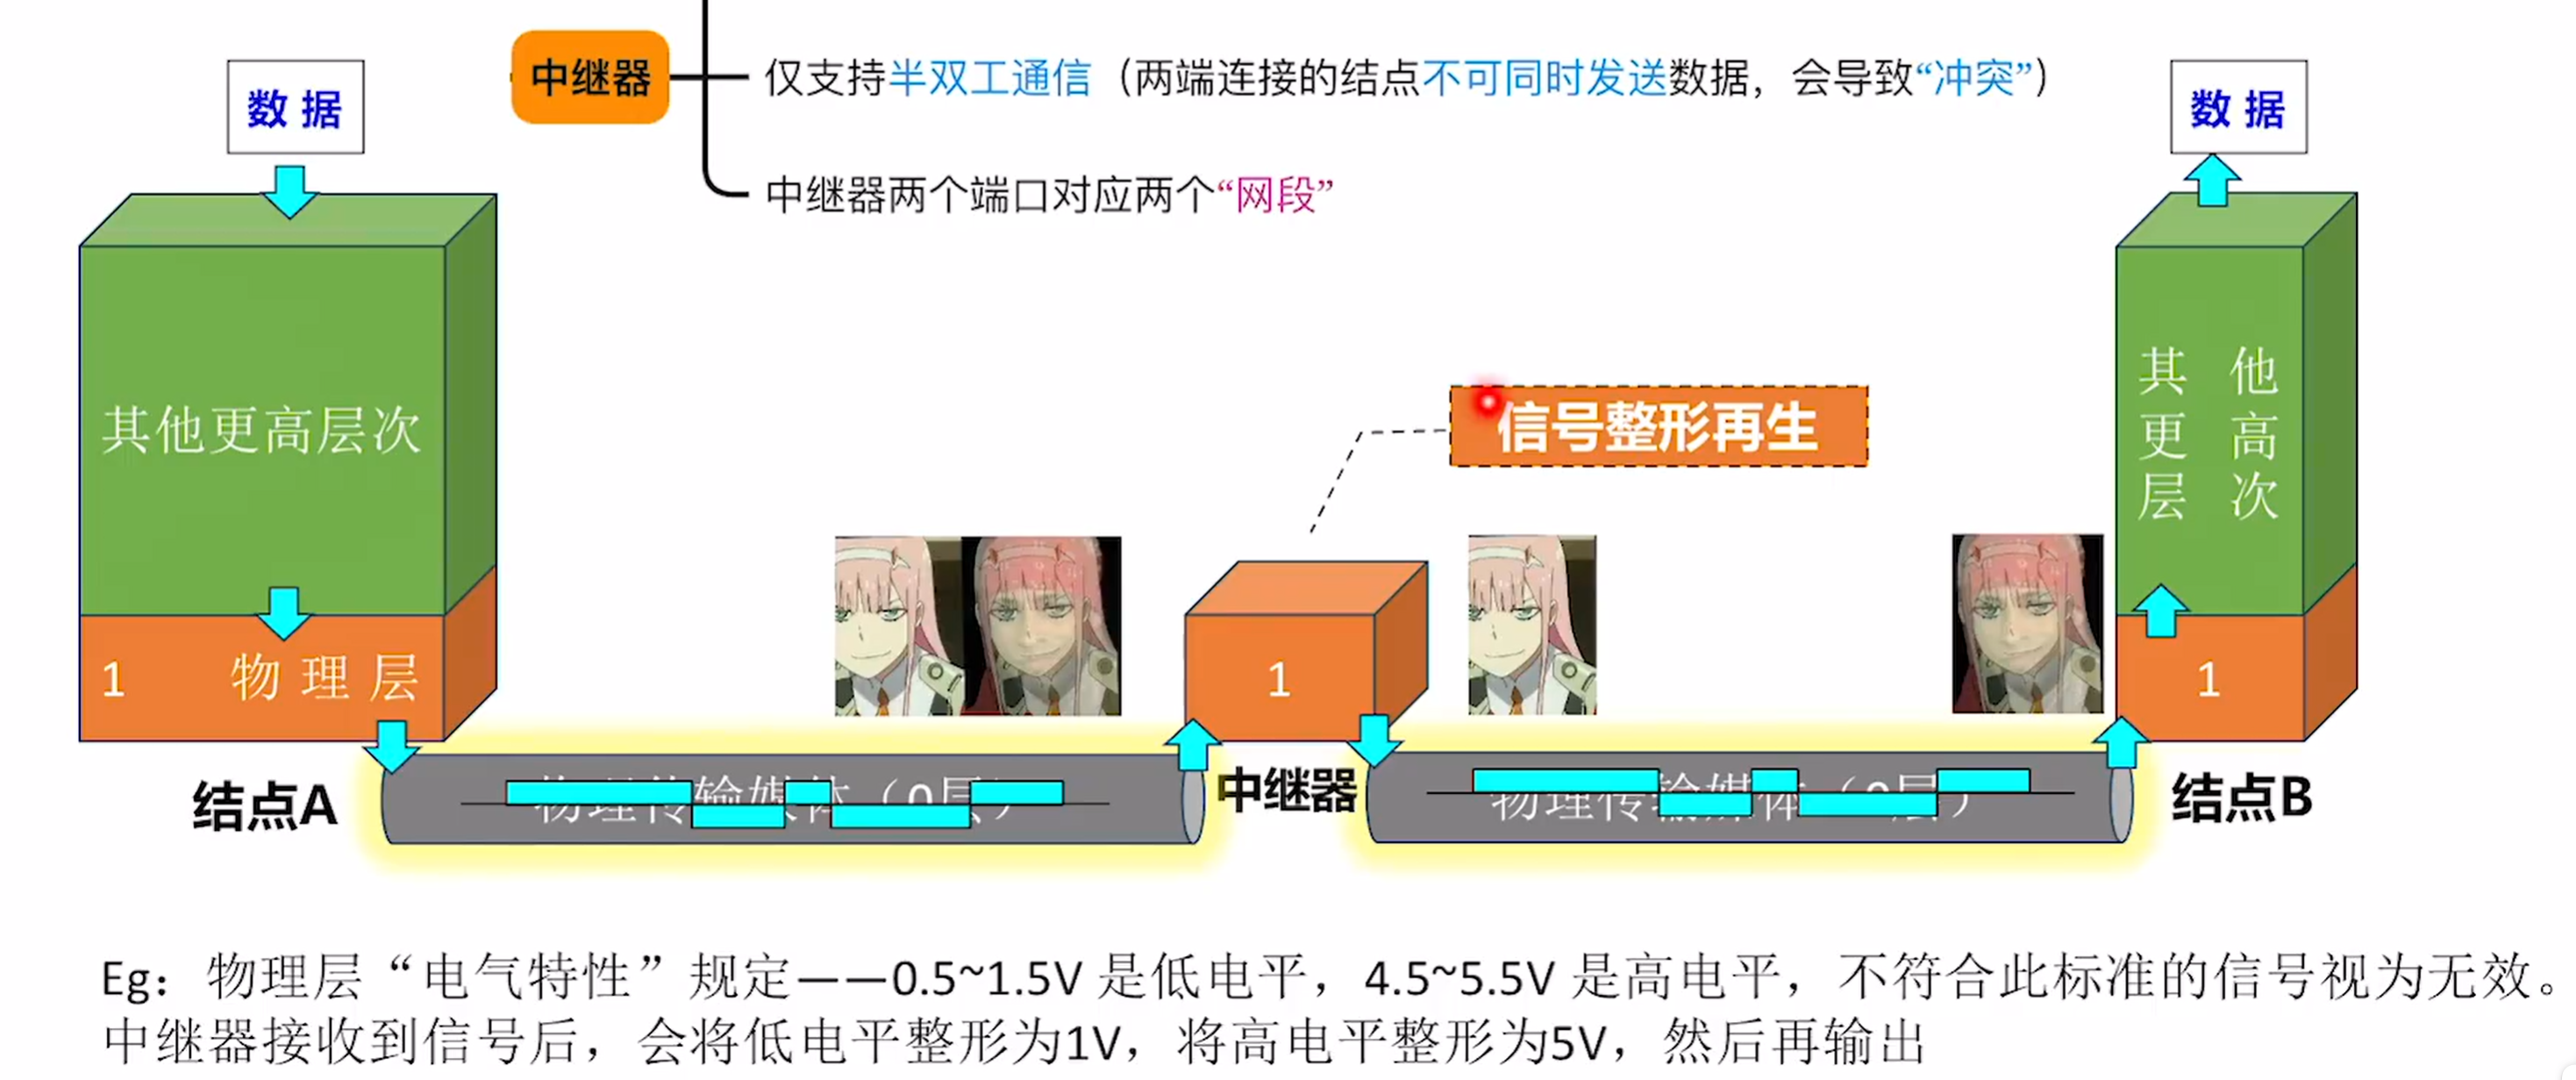 中继器
仅支持半双工通信（两端连接的结点不可同时发送数据，会导致“冲突”）
中继器两个端口对应两个“网段”
数 据
数 据
其他更高层次
其 他
更 高
层 次
信号整形再生
1 物 理 层
1
1
结点A
物理传输媒体（0层）
中继器
物理传输媒体（0层）
结点B
Eg：物理层“电气特性”规定——0.5~1.5V 是低电平，4.5~5.5V 是高电平，不符合此标准的信号视为无效。
中继器接收到信号后，会将低电平整形为1V，将高电平整形为5V，然后再输出